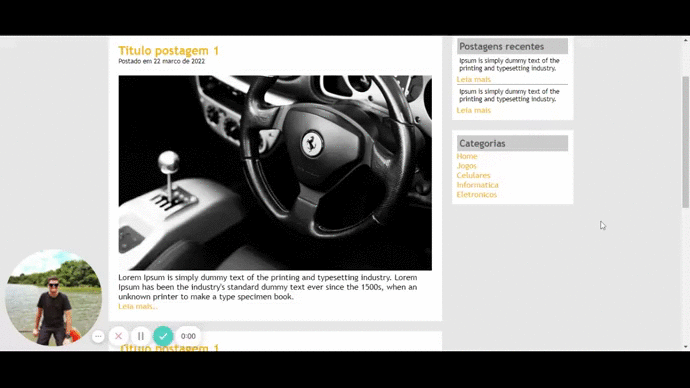 Titulo postagem 1
Postado em 22 marco de 2022
Lorem Ipsum is simply dummy text of the printing and typesetting industry. Lorem
Ipsum has been the industry's standard dummy text ever since the 1500s, when an
unknown printer to make a type specimen book.
Leia mais...
Titulo postagem 1
Postagens recentes
Ipsum is simply dummy text of the
printing and typesetting industry.
Leia mais
Ipsum is simply dummy text of the
printing and typesetting industry.
Leia mais
Categorias
Home
Jogos
Celulares
Informatica
Eletronicos
0:00